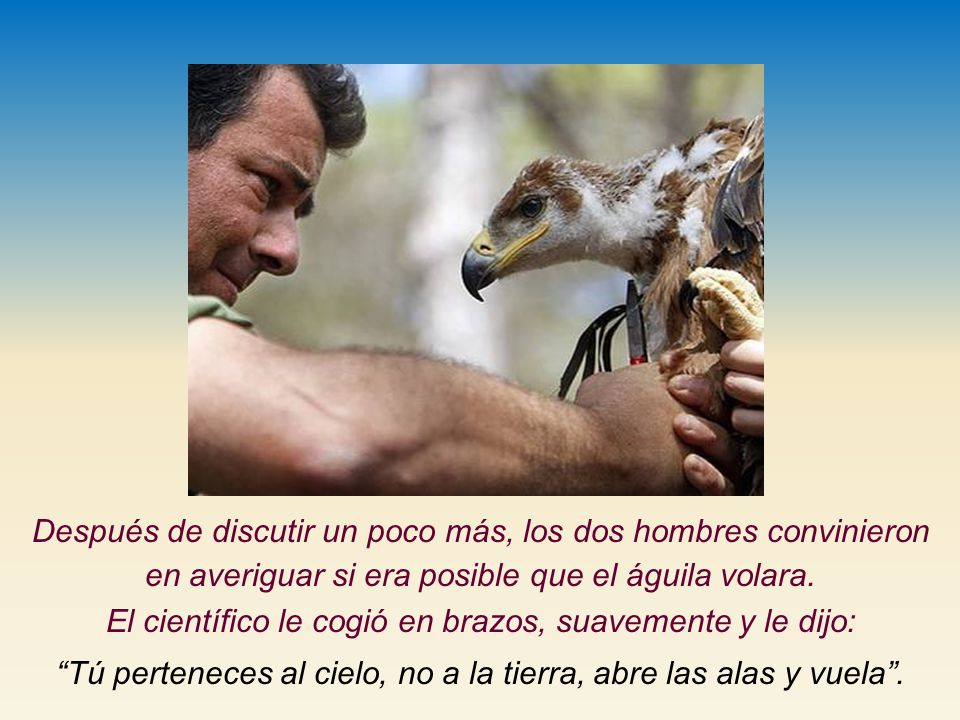 Después de discutir un poco más, los dos hombres convinieron
en averiguar si era posible que el águila volara.
El científico le cogió en brazos, suavemente y le dijo:
“Tú perteneces al cielo, no a la tierra, abre las alas y vuela”.